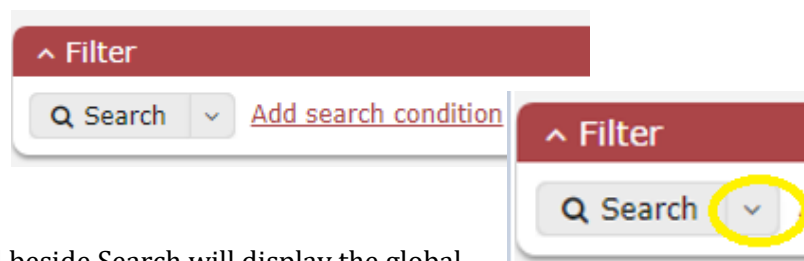 Filter
Search Add search condition
Filter
Search
beside Search will display the global